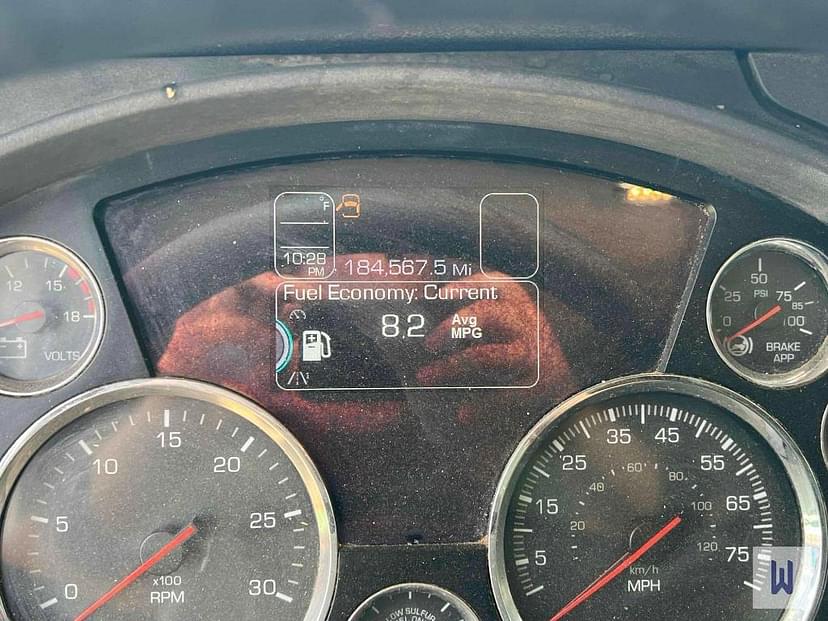 °F
10:28
PM
184,567.5 Mi
Fuel Economy: Current
8.2
Avg
MPG
12
15
18
VOLTS
0
25
50
75
100
85
PSI
BRAKE
APP
0
5
10
15
20
25
30
x100
RPM
5
15
25
35
45
55
65
75
20
40
60
80
100
120
km/h
MPH
LOW SULFUR
W